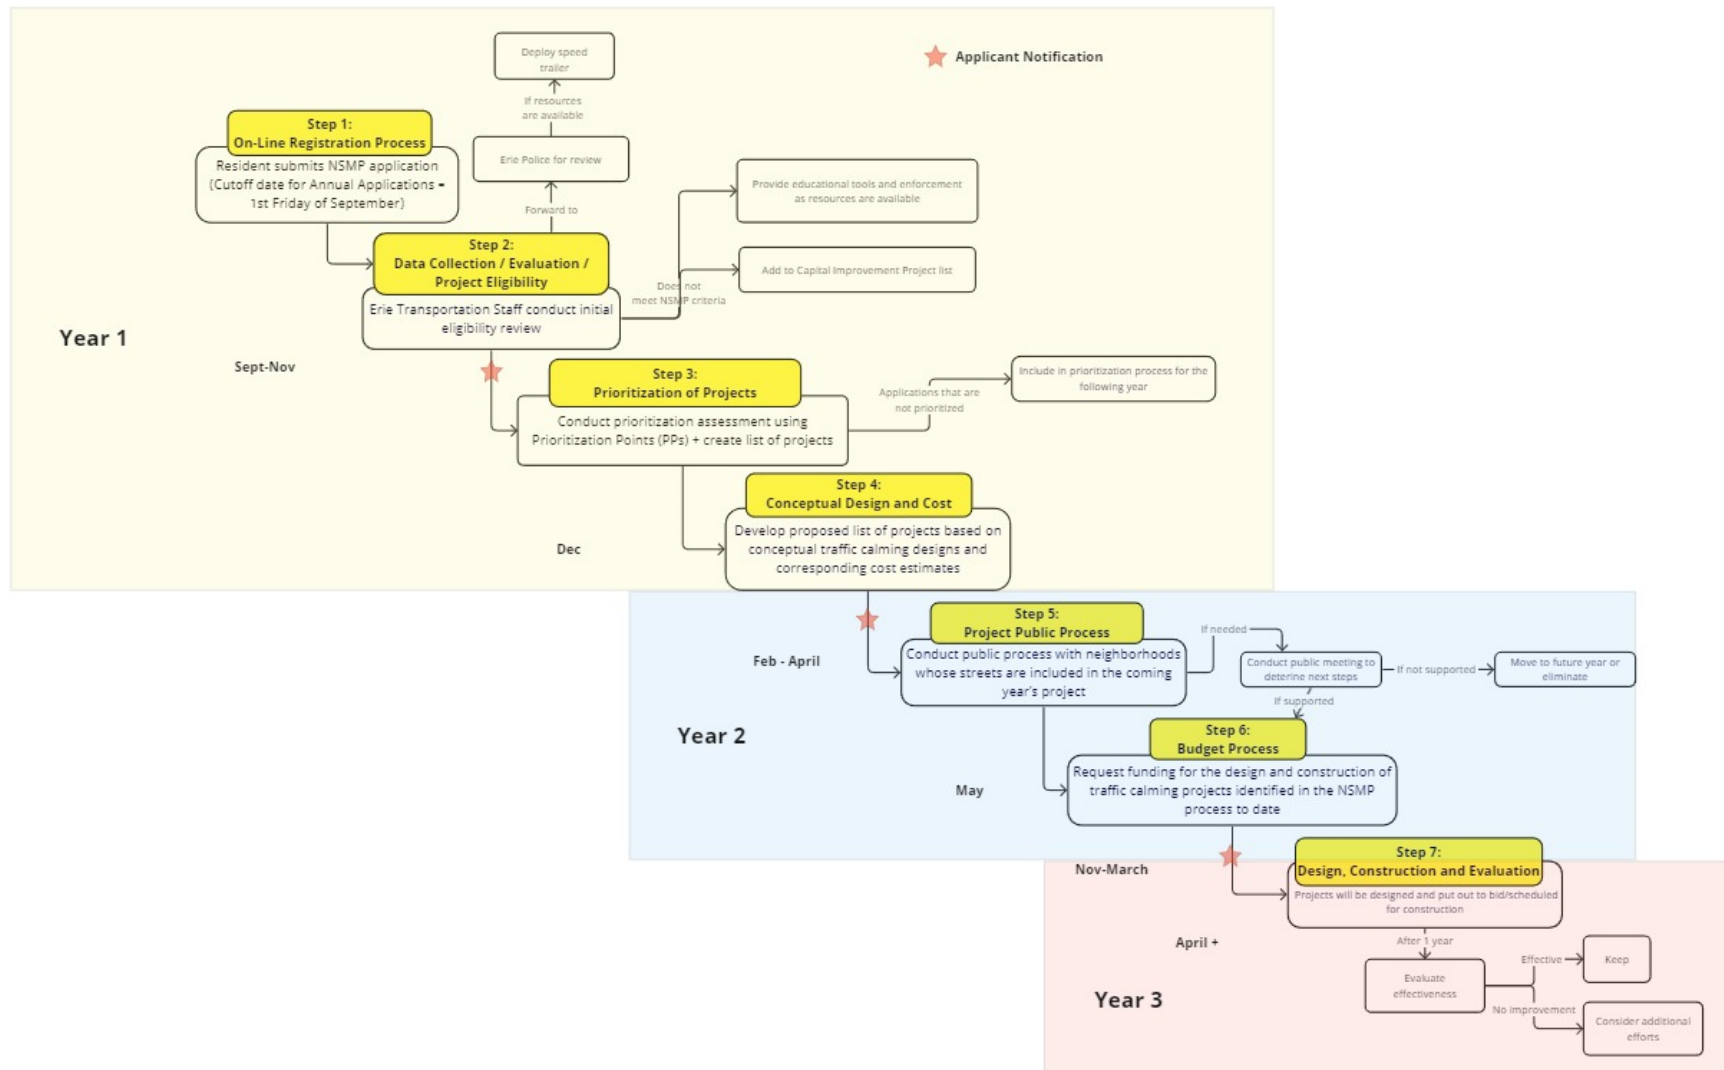 Deploy speed
trailer
Applicant Notification
If resources
are available
Step 1:
On-Line Registration Process
Resident submits NSMP application
(Cutoff date for Annual Applications =
1st Friday of September)
Erie Police for review
Forward to
Provide educational tools and enforcement
as resources are available
Step 2:
Data Collection / Evaluation /
Project Eligibility
Erie Transportation Staff conduct initial
eligibility review
Does not
meet NSMP criteria
Add to Capital Improvement Project list
Year 1
Sept-Nov
Step 3:
Prioritization of Projects
Conduct prioritization assessment using
Prioritization Points (PPs) + create list of projects
Applications that are
not prioritized
Include in prioritization process for the
following year
Step 4:
Conceptual Design and Cost
Develop proposed list of projects based on
conceptual traffic calming designs and
corresponding cost estimates
Dec
Step 5:
Project Public Process
Conduct public process with neighborhoods
whose streets are included in the coming
year's project
Feb - April
If needed
Conduct public meeting to
deterine next steps
If not supported
Move to future year or
eliminate
If supported
Year 2
Step 6:
Budget Process
Request funding for the design and construction of
traffic calming projects identified in the NSMP
process to date
May
Nov-March
Step 7:
Design, Construction and Evaluation
Projects will be designed and put out to bid/scheduled
for construction
April +
After 1 year
Evaluate
effectiveness
Effective
Keep
No improvement
Consider additional
efforts
Year 3